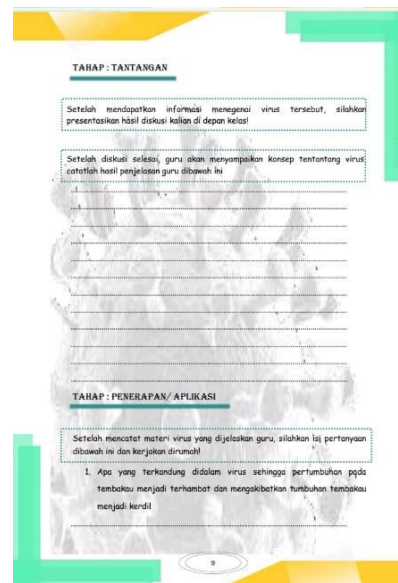 TAHAP : TANTANGAN
Setelah mendapatkan informasi menegenai virus tersebut, silahkan
presentasikan hasil diskusi kalian di depan kelas!
Setelah diskusi selesai, guru akan menyampaikan konsep tentantang virus
catatlah hasil penjelasan guru dibawah ini
TAHAP : PENERAPAN/ APLIKASI
Setelah mencatat materi virus yang dijelaskan guru, silahkan isi pertanyaan
dibawah ini dan kerjakan dirumah!
1. Apa yang terkandung didalam virus sehingga pertumbuhan pada
tembakau menjadi terhambat dan mengakibatkan tumbuhan tembakau
menjadi kerdil
9